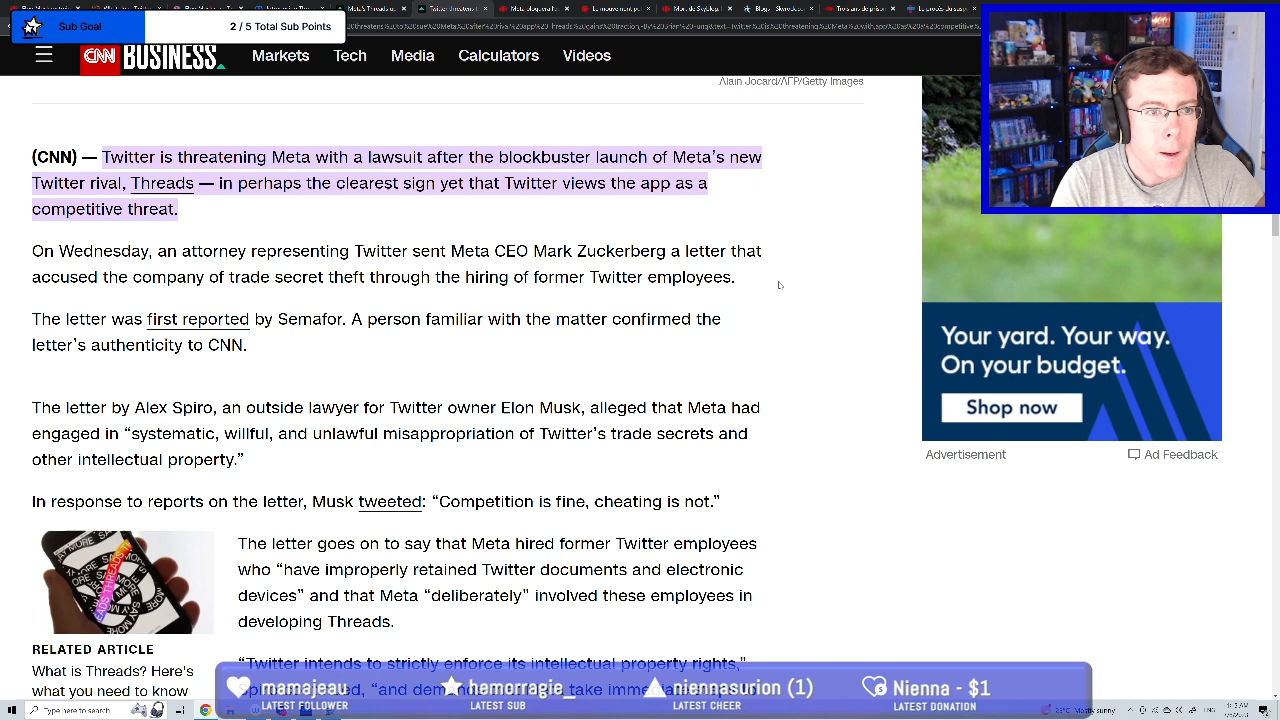 Sub Goal
2 / 5 Total Sub Points
CNN BUSINESS
Markets
Tech
Media
Calculators
Videos
Alain Jocard/AFP/Getty Images
(CNN) — Twitter is threatening Meta with a lawsuit after the blockbuster launch of Meta's new
Twitter rival, Threads — in perhaps the clearest sign yet that Twitter views the app as a
competitive threat.
On Wednesday, an attorney representing Twitter sent Meta CEO Mark Zuckerberg a letter that
accused the company of trade secret theft through the hiring of former Twitter employees.
The letter was first reported by Semafor. A person familiar with the matter confirmed the
letter's authenticity to CNN.
The letter by Alex Spiro, an outside lawyer for Twitter owner Elon Musk, alleged that Meta had
engaged in “systematic, willful, and unlawful misappropriation of Twitter's trade secrets and
other intellectual property.”
In response to reports on the letter, Musk tweeted: “Competition is fine, cheating is not.”
The letter goes on to say that Meta hired former Twitter employees
who “have improperly retained Twitter documents and electronic
devices” and that Meta “deliberately” involved these employees in
developing Threads.
“Twitter intends to strictly enforce its intellectual property rights,”
RELATED ARTICLE
What is Threads? Here's
what you need to know
Your yard. Your way.
On your budget.
Shop now
Advertisement
Ad Feedback
mamajeau
LATEST FOLLOWER
hemorragie_
LATEST SUB
nienapsurion (1)
LATEST CHEER
Nienna - $1
LATEST DONATION
Type here to search